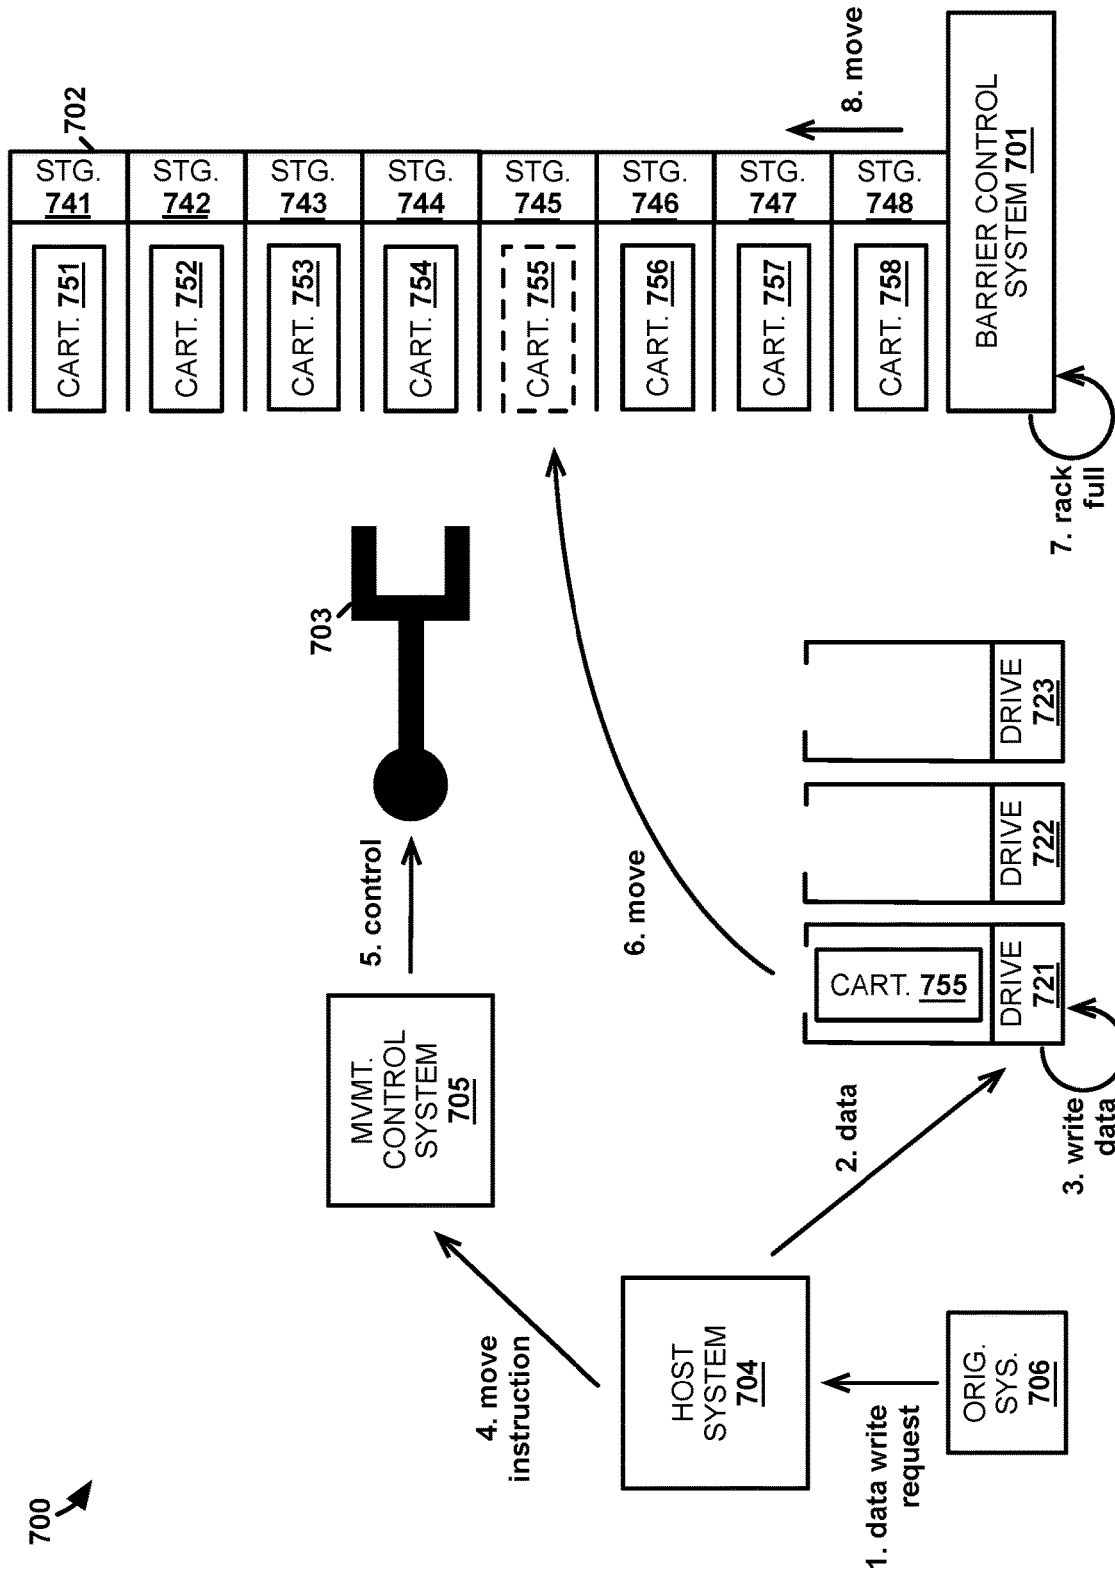 700
1. data write
request
ORIG.
SYS.
706
HOST
SYSTEM
704
4. move
instruction
2. data
MVMT.
CONTROL
SYSTEM
705
5. control
703
3. write
data
CART. 755
DRIVE
721
DRIVE
722
DRIVE
723
6. move
702
CART. 751
STG.
741
CART. 752
STG.
742
CART. 753
STG.
743
CART. 754
STG.
744
CART. 755
STG.
745
CART. 756
STG.
746
CART. 757
STG.
747
CART. 758
STG.
748
BARRIER CONTROL
SYSTEM 701
7. rack
full
8. move